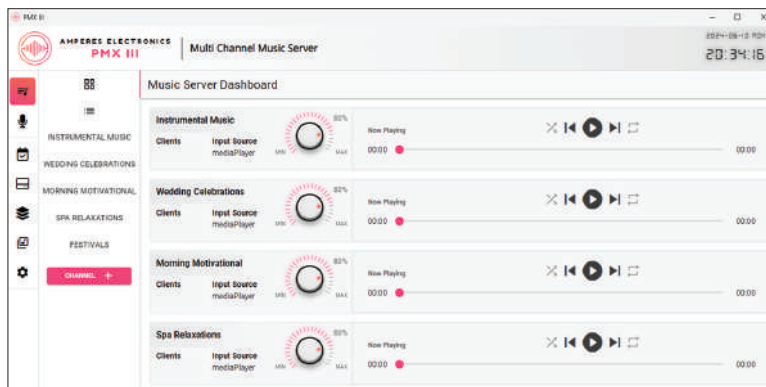 PMX III
AMPERES ELECTRONICS
PMX III
Multi Channel Music Server
20:34:16
Music Server Dashboard
INSTRUMENTAL MUSIC
WEDDING CELEBRATIONS
MORNING MOTIVATIONAL
SPA RELAXATIONS
FESTIVALS
CHANNEL +
Instrumental Music
Clients
Input Source
mediaPlayer
MIN
MAX
80%
Now Playing
00:00
00:00
Wedding Celebrations
Clients
Input Source
mediaPlayer
MIN
MAX
82%
Now Playing
00:00
00:00
Morning Motivational
Clients
Input Source
mediaPlayer
MIN
MAX
82%
Now Playing
00:00
00:00
Spa Relaxations
Clients
Input Source
mediaPlayer
MIN
MAX
80%
Now Playing
00:00
00:00